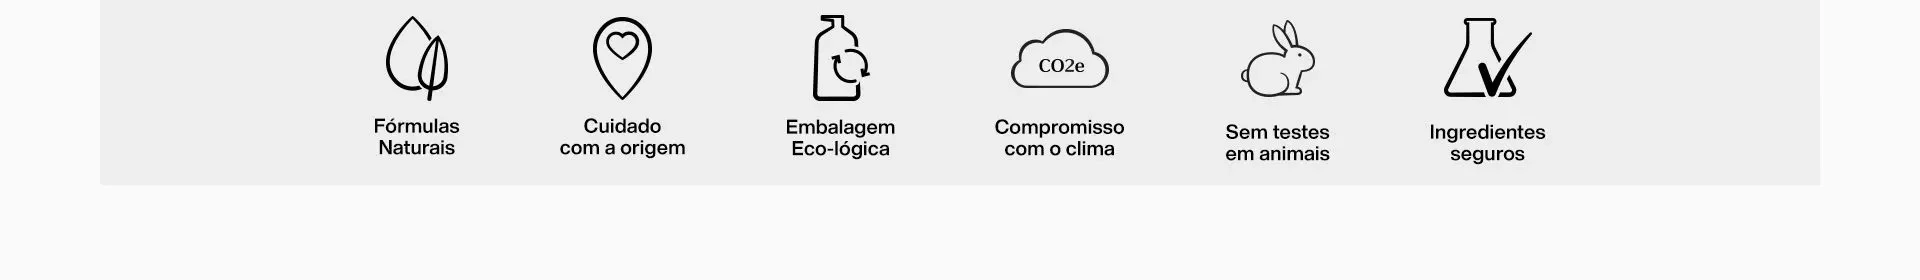 CO2e
Fórmulas
Naturais
Cuidado
com a origem
Embalagem
Eco-lógica
Compromisso
com o clima
Sem testes
em animais
Ingredientes
seguros